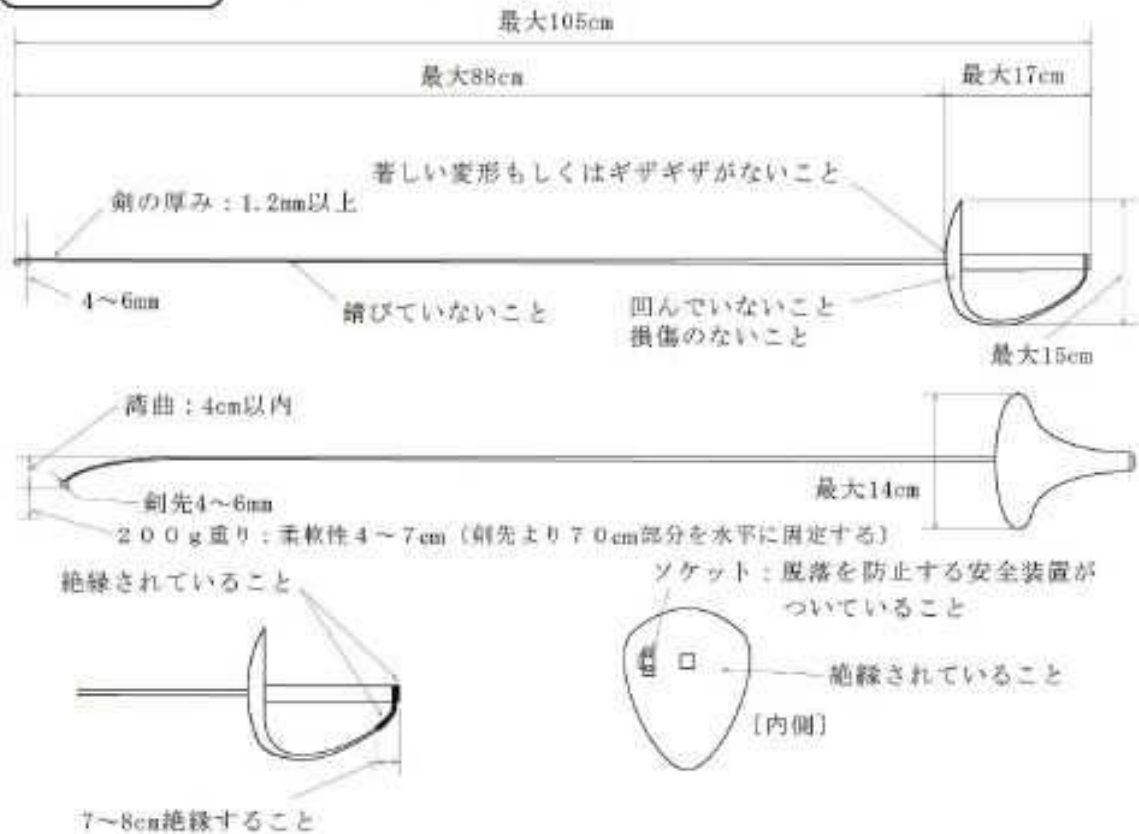 最大105cm
最大88cm
最大17cm
著しい変形もしくはギザギザがないこと
剣の厚み:1.2mm以上
4～6mm
錆びていないこと
凹んでいないこと
損傷のないこと
最大15cm
湾曲:4cm以内
剣先4～6mm
最大14cm
200g重り:柔軟性4～7cm(剣先より70cm部分を水平に固定する)
絶縁されていること
ソケット:脱落を防止する安全装置が
ついていること
絶縁されていること
[内側]
7～8cm絶縁すること